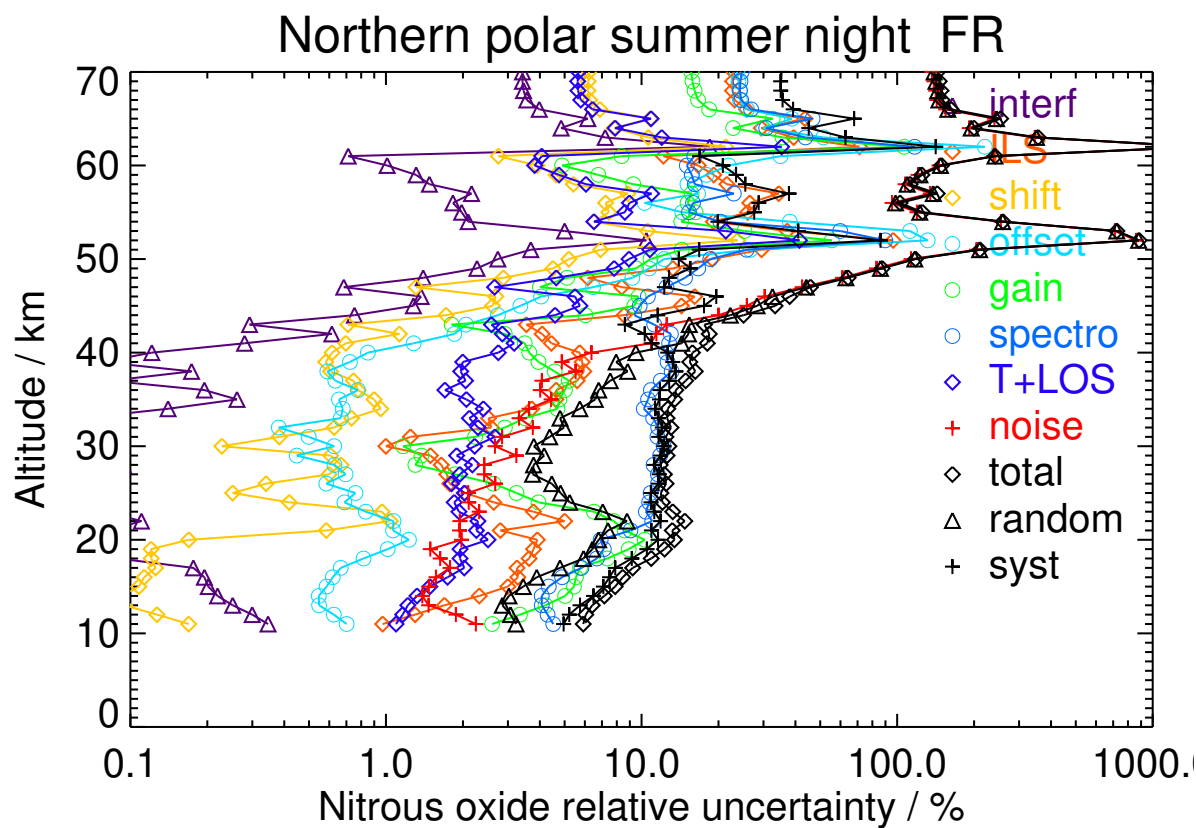 Northern polar summer night FR
70
60
50
40
30
20
10
0
Altitude / km
interf
ILS
shift
offset
gain
spectro
T+LOS
noise
total
random
syst
0.1 1.0 10.0 100.0 1000.0
Nitrous oxide relative uncertainty / %